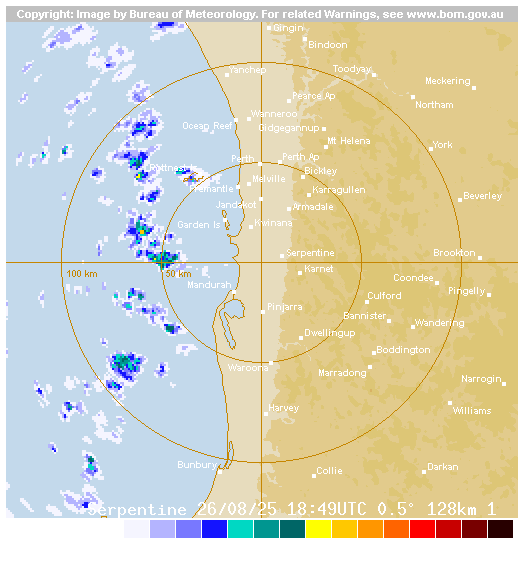 Copyright: Image by Bureau of Meteorology. For related Warnings, see www.bom.gov.au
Gingin
Bindoon
Yanchep
Toodyay
Meckering
Pearce Ap
Northam
Wanneroo
Ocean Reef
Gidgegannup
Mt Helena
York
Perth
Perth Ap
Rottnest Is
Bickley
Melville
Fremantle
Karragullen
Beverley
Jandakot
Armadale
Garden Is
Kwinana
Serpentine
Brookton
100 km
50 km
Karnet
Coondee
Mandurah
Pingelly
Culford
Pinjarra
Bannister
Wandering
Dwellingup
Boddington
Waroona
Marradong
Narrogin
Harvey
Williams
Bunbury
Collie
Darkan
Serpentine 26/08/25 18:49UTC 0.5° 128km 1